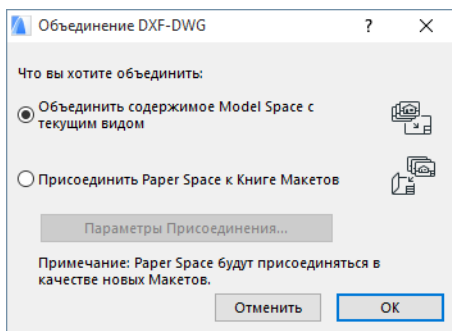 Объединение DXF-DWG
?
Что вы хотите объединить:
Объединить содержимое Model Space с
текущим видом
Присоединить Paper Space к Книге Макетов
Параметры Присоединения...
Примечание: Paper Space будут присоединяться в
качестве новых Макетов.
Отменить
OK